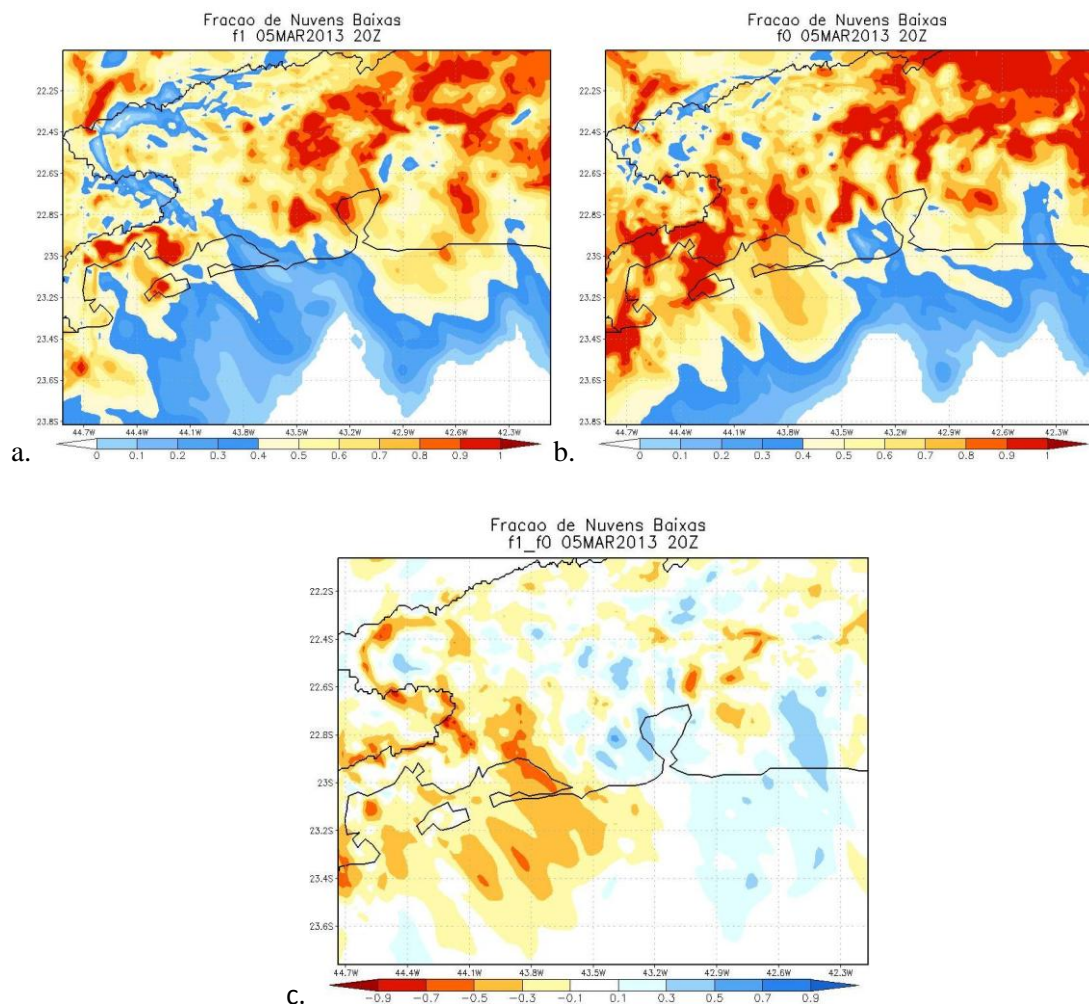 Fracao de Nuvens Baixas
f1 05MAR2013 20Z
22.2S
22.4S
22.6S
22.8S
23S
23.2S
23.4S
23.6S
23.8S
44.7W 44.4W 44.1W 43.8W 43.5W 43.2W 42.9W 42.6W 42.3W
0 0.1 0.2 0.3 0.4 0.5 0.6 0.7 0.8 0.9 1
a.
Fracao de Nuvens Baixas
f0 05MAR2013 20Z
22.2S
22.4S
22.6S
22.8S
23S
23.2S
23.4S
23.6S
23.8S
44.7W 44.4W 44.1W 43.8W 43.5W 43.2W 42.9W 42.6W 42.3W
0 0.1 0.2 0.3 0.4 0.5 0.6 0.7 0.8 0.9 1
b.
Fracao de Nuvens Baixas
f1_f0 05MAR2013 20Z
22.2S
22.4S
22.6S
22.8S
23S
23.2S
23.4S
23.6S
44.7W 44.4W 44.1W 43.8W 43.5W 43.2W 42.9W 42.6W 42.3W
-0.9 -0.7 -0.5 -0.3 -0.1 0.1 0.3 0.5 0.7 0.9
c.